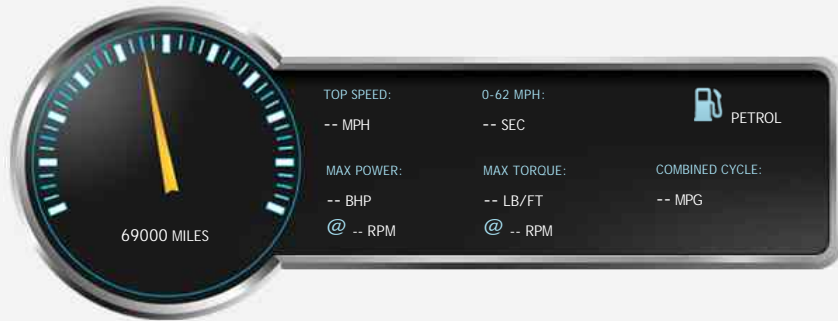 TOP SPEED:
-- MPH
0-62 MPH:
-- SEC
PETROL
MAX POWER:
-- BHP
@ -- RPM
MAX TORQUE:
-- LB/FT
@ -- RPM
COMBINED CYCLE:
-- MPG
69000 MILES